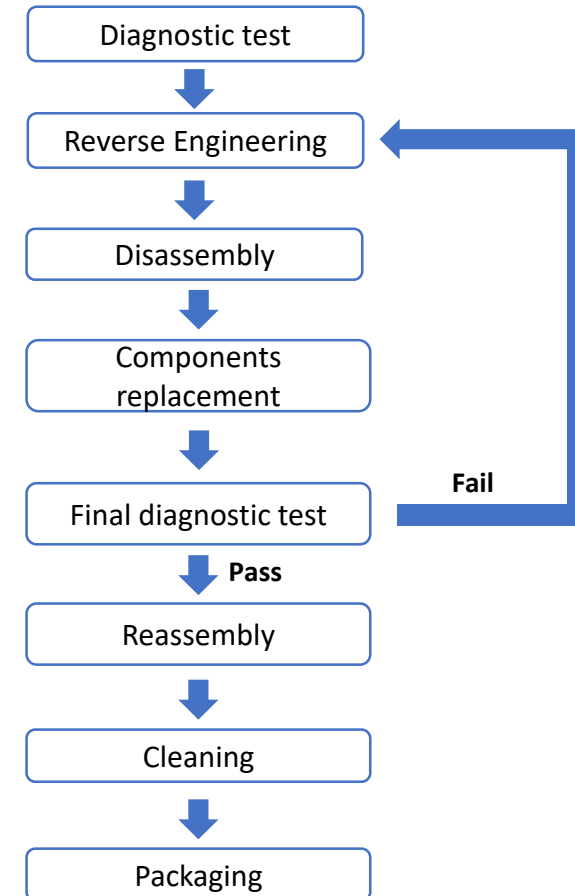 Diagnostic test
Reverse Engineering
Disassembly
Components
replacement
Final diagnostic test
Fail
Pass
Reassembly
Cleaning
Packaging